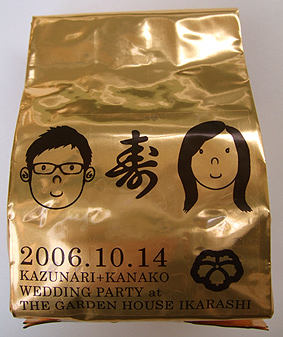 寿
2006.10.14
KAZUNARI+KANAKO
WEDDING PARTY at
THE GARDEN HOUSE IKARASHI